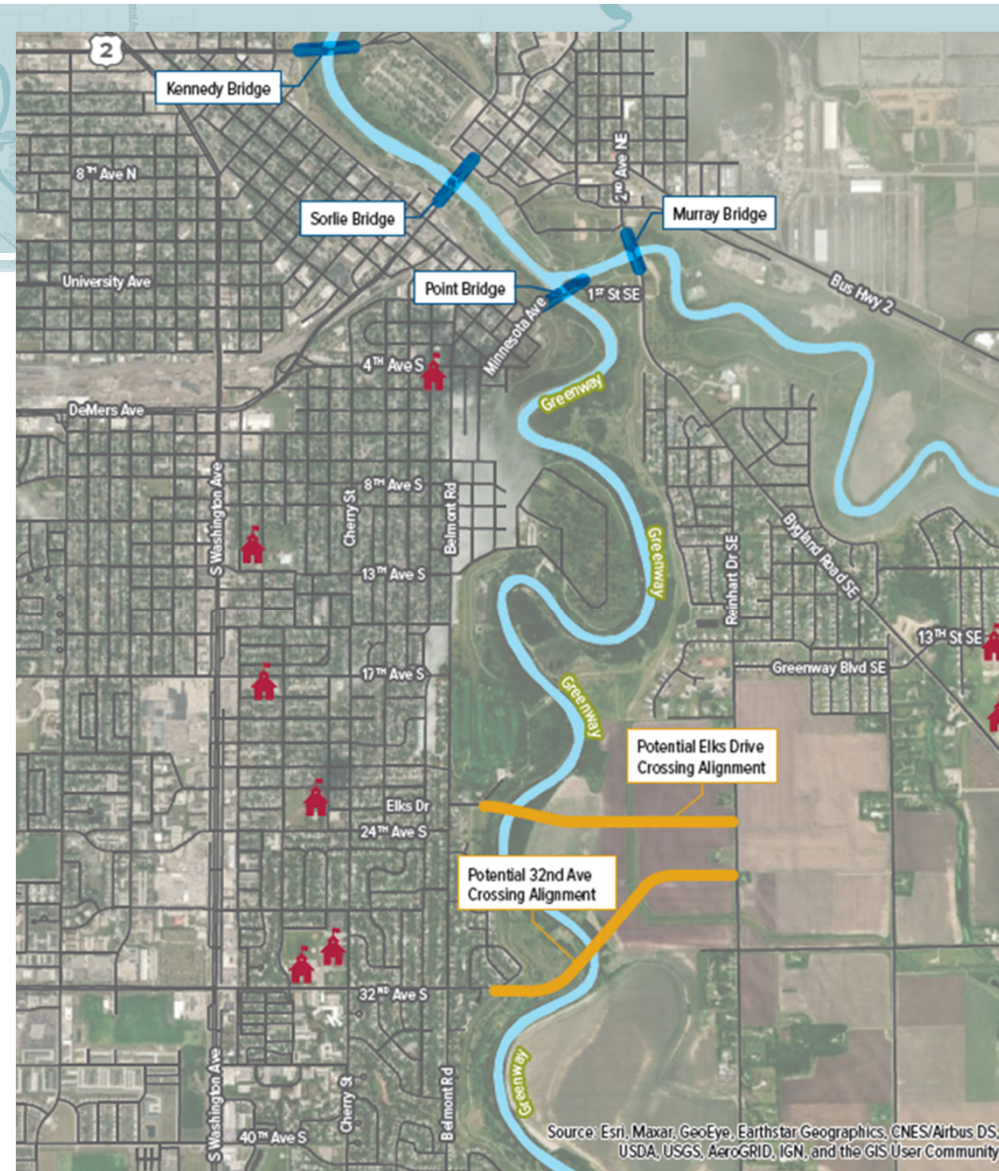 2
Kennedy Bridge
8TH Ave N
2ND Ave NE
Sorlie Bridge
Murray Bridge
University Ave
Point Bridge
1ST St SE
Bus Hwy 2
Minnesota Ave
4TH Ave S
Greenway
DeMers Ave
S Washington Ave
Cherry St
8TH Ave S
Belmont Rd
13TH Ave S
Greenway
Reinhart Dr SE
Bygland Road SE
13TH St SE
17TH Ave S
Greenway Blvd SE
Greenway
Potential Elks Drive
Crossing Alignment
Elks Dr
24TH Ave S
Potential 32nd Ave
Crossing Alignment
32ND Ave S
S Washington Ave
Cherry St
Belmont Rd
Greenway
40TH Ave S
Source: Esri, Maxar, GeoEye, Earthstar Geographics, CNES/Airbus DS,
USDA, USGS, AeroGRID, IGN, and the GIS User Community